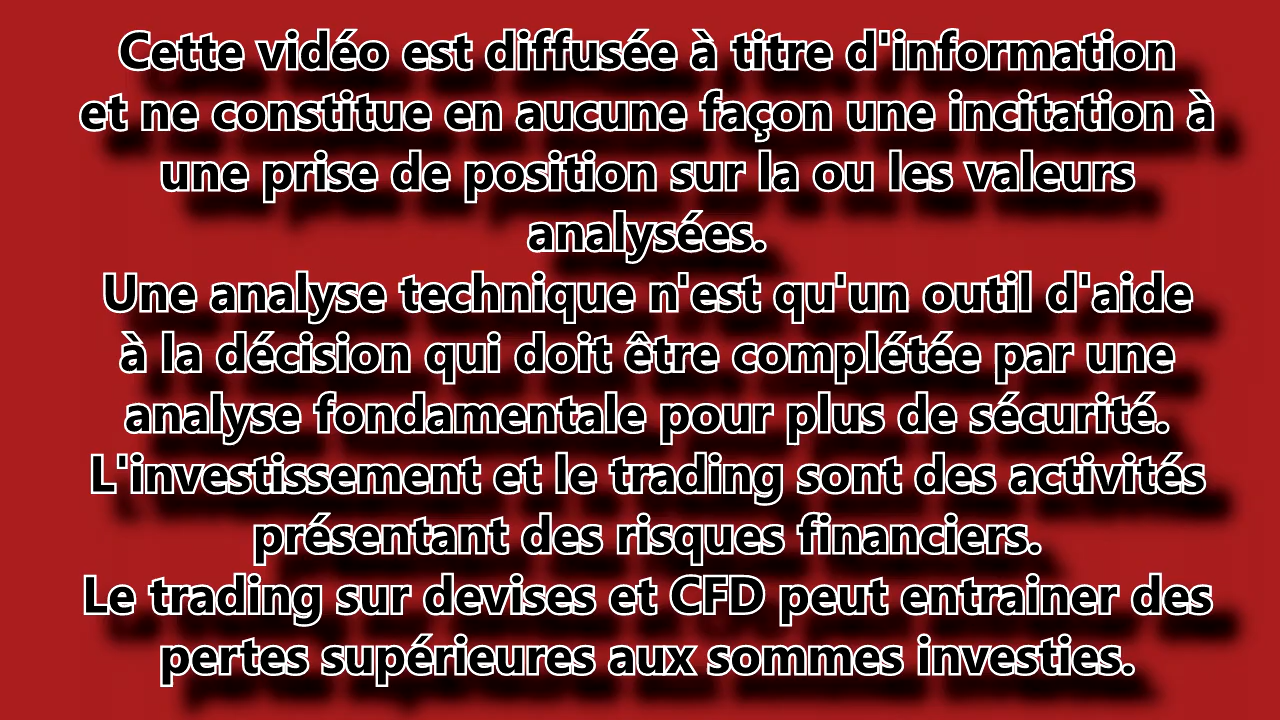 Cette vidéo est diffusée à titre d'information
et ne constitue en aucune façon une incitation à
une prise de position sur la ou les valeurs
analysées.
Une analyse technique n'est qu'un outil d'aide
à la décision qui doit être complétée par une
analyse fondamentale pour plus de sécurité.
L'investissement et le trading sont des activités
présentant des risques financiers.
Le trading sur devises et CFD peut entrainer des
pertes supérieures aux sommes investies.